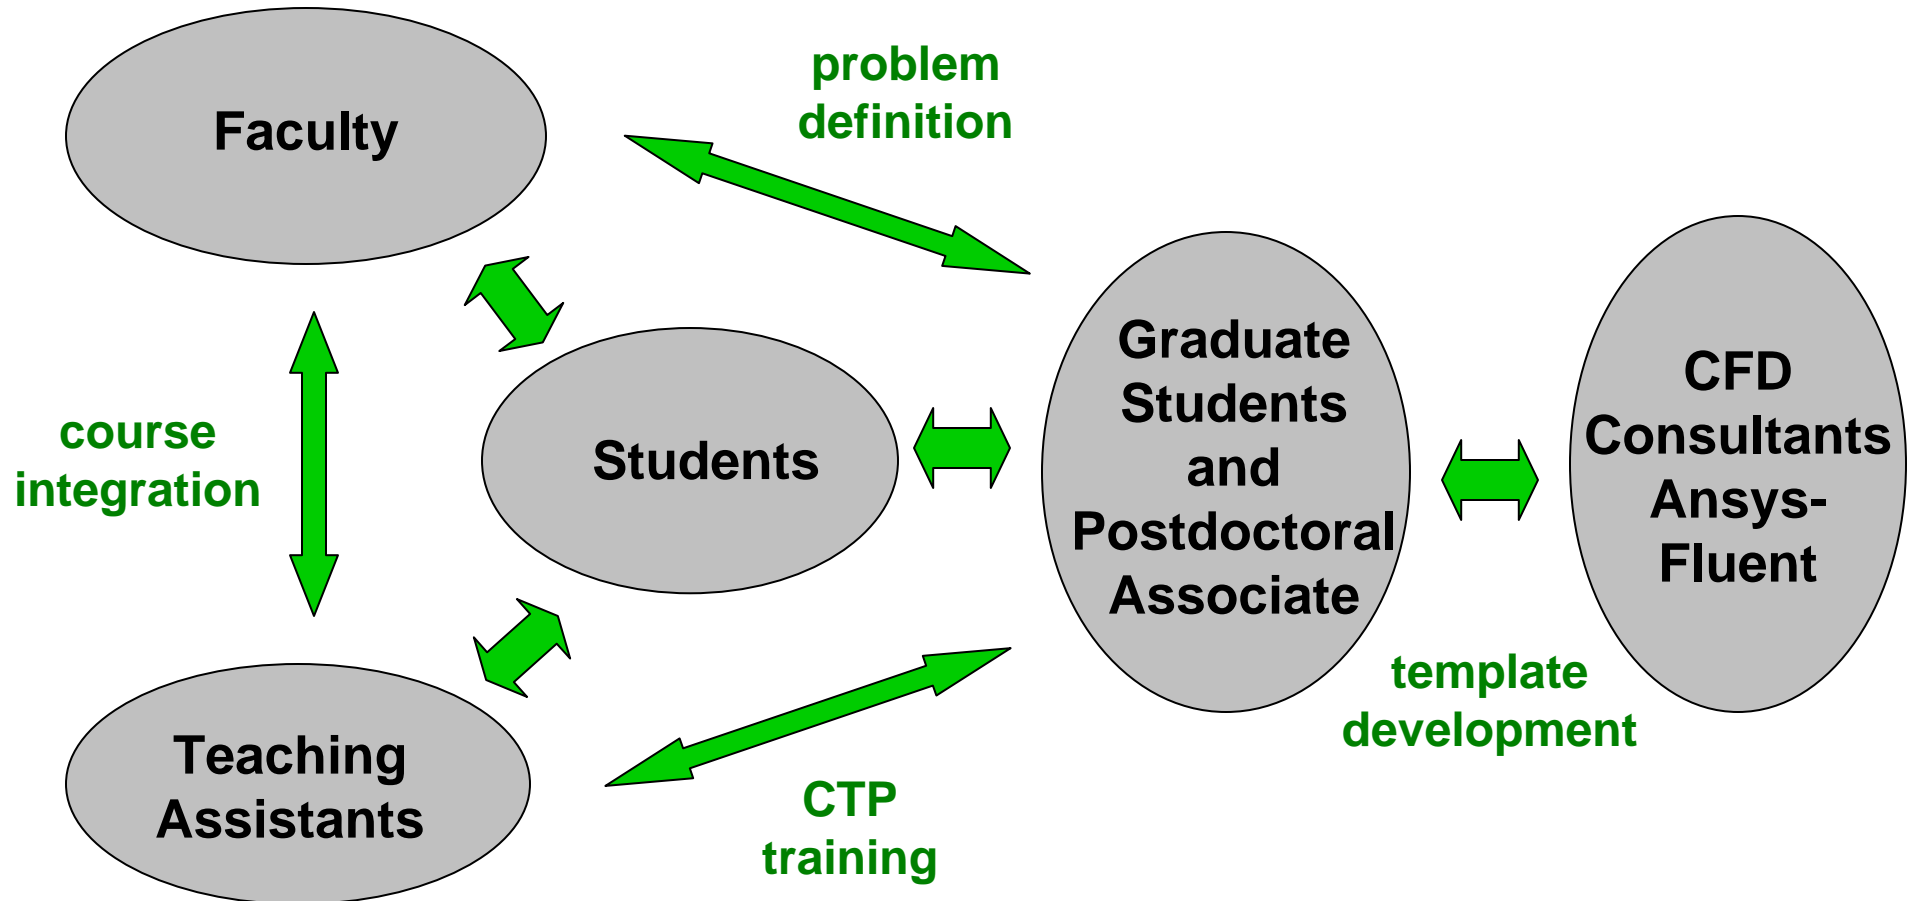 problem
definition
Faculty
Graduate
Students
and
Postdoctoral
Associate
CFD
Consultants
Ansys-
Fluent
course
integration
Students
template
development
Teaching
Assistants
CTP
training